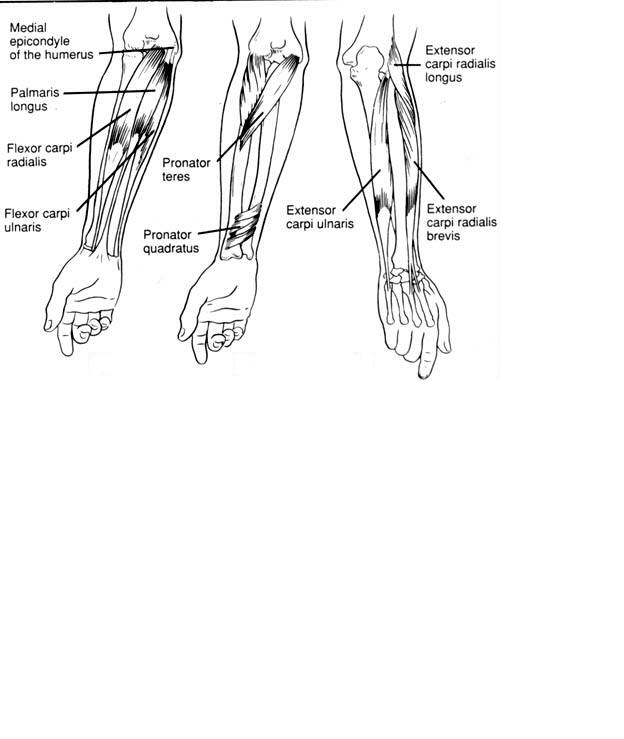 Medial
epicondyle
of the humerus
Palmaris
longus
Flexor carpi
radialis
Flexor carpi
ulnaris
Pronator
teres
Pronator
quadratus
Extensor
carpi radialis
longus
Extensor
carpi ulnaris
Extensor
carpi radialis
brevis